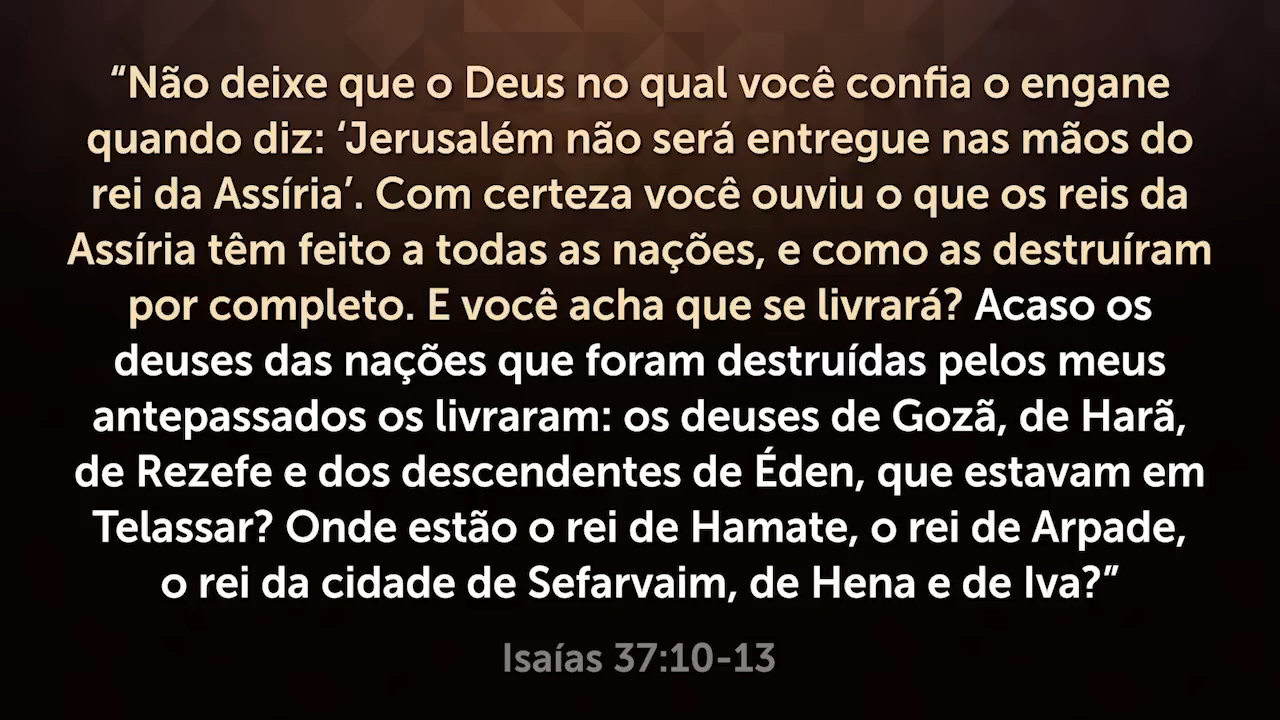 “Não deixe que o Deus no qual você confia o engane
quando diz: ‘Jerusalém não será entregue nas mãos do
rei da Assíria’. Com certeza você ouviu o que os reis da
Assíria têm feito a todas as nações, e como as destruíram
por completo. E você acha que se livrará? Acaso os
deuses das nações que foram destruídas pelos meus
antepassados os livraram: os deuses de Gozã, de Harã,
de Rezefe e dos descendentes de Éden, que estavam em
Telassar? Onde estão o rei de Hamate, o rei de Arpade,
o rei da cidade de Sefarvaim, de Hena e de Iva?”
Isaías 37:10-13